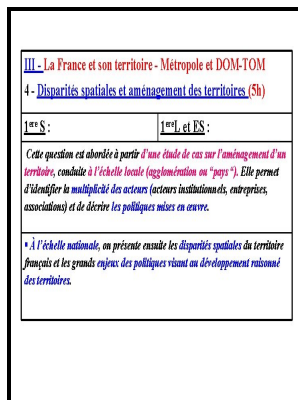 III - La France et son territoire - Métropole et DOM-TOM
4 - Disparités spatiales et aménagement des territoires (5h)
1ere S :
1ereL et ES :
Cette question est abordée à partir d'une étude de cas sur l'aménagement d'un
territoire, conduite à l'échelle locale (agglomération ou "pays "). Elle permet
d'identifier la multiplicité des acteurs (acteurs institutionnels, entreprises,
associations) et de décrire les politiques mises en œuvre.
▪ À l'échelle nationale, on présente ensuite les disparités spatiales du territoire
français et les grands enjeux des politiques visant au développement raisonné
des territoires.